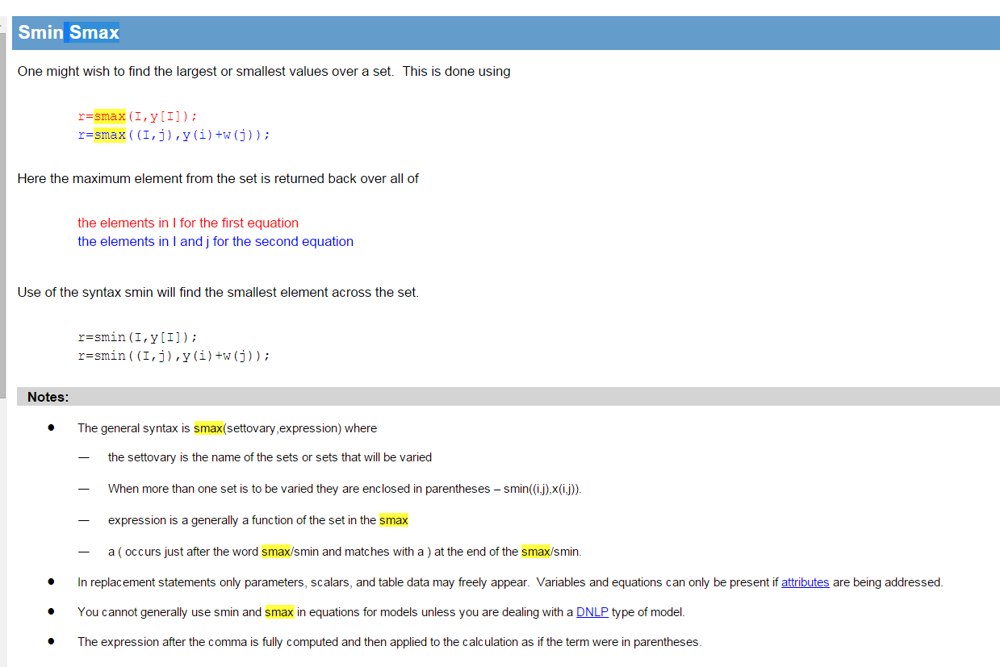 Smin Smax
One might wish to find the largest or smallest values over a set.  This is done using
r=smax(I,y[I]);
r=smax((I,j),y(i)+w(j));
Here the maximum element from the set is returned back over all of
the elements in I for the first equation
the elements in I and j for the second equation
Use of the syntax smin will find the smallest element across the set.
r=smin(I,y[I]);
r=smin((I,j),y(i)+w(j));
Notes:
● The general syntax is smax(settovary,expression) where
— the settovary is the name of the sets or sets that will be varied
— When more than one set is to be varied they are enclosed in parentheses – smin((i,j),x(i,j)).
— expression is a generally a function of the set in the smax
— a ( occurs just after the word smax/smin and matches with a ) at the end of the smax/smin.
● In replacement statements only parameters, scalars, and table data may freely appear.  Variables and equations can only be present if attributes are being addressed.
● You cannot generally use smin and smax in equations for models unless you are dealing with a DNLP type of model.
● The expression after the comma is fully computed and then applied to the calculation as if the term were in parentheses.